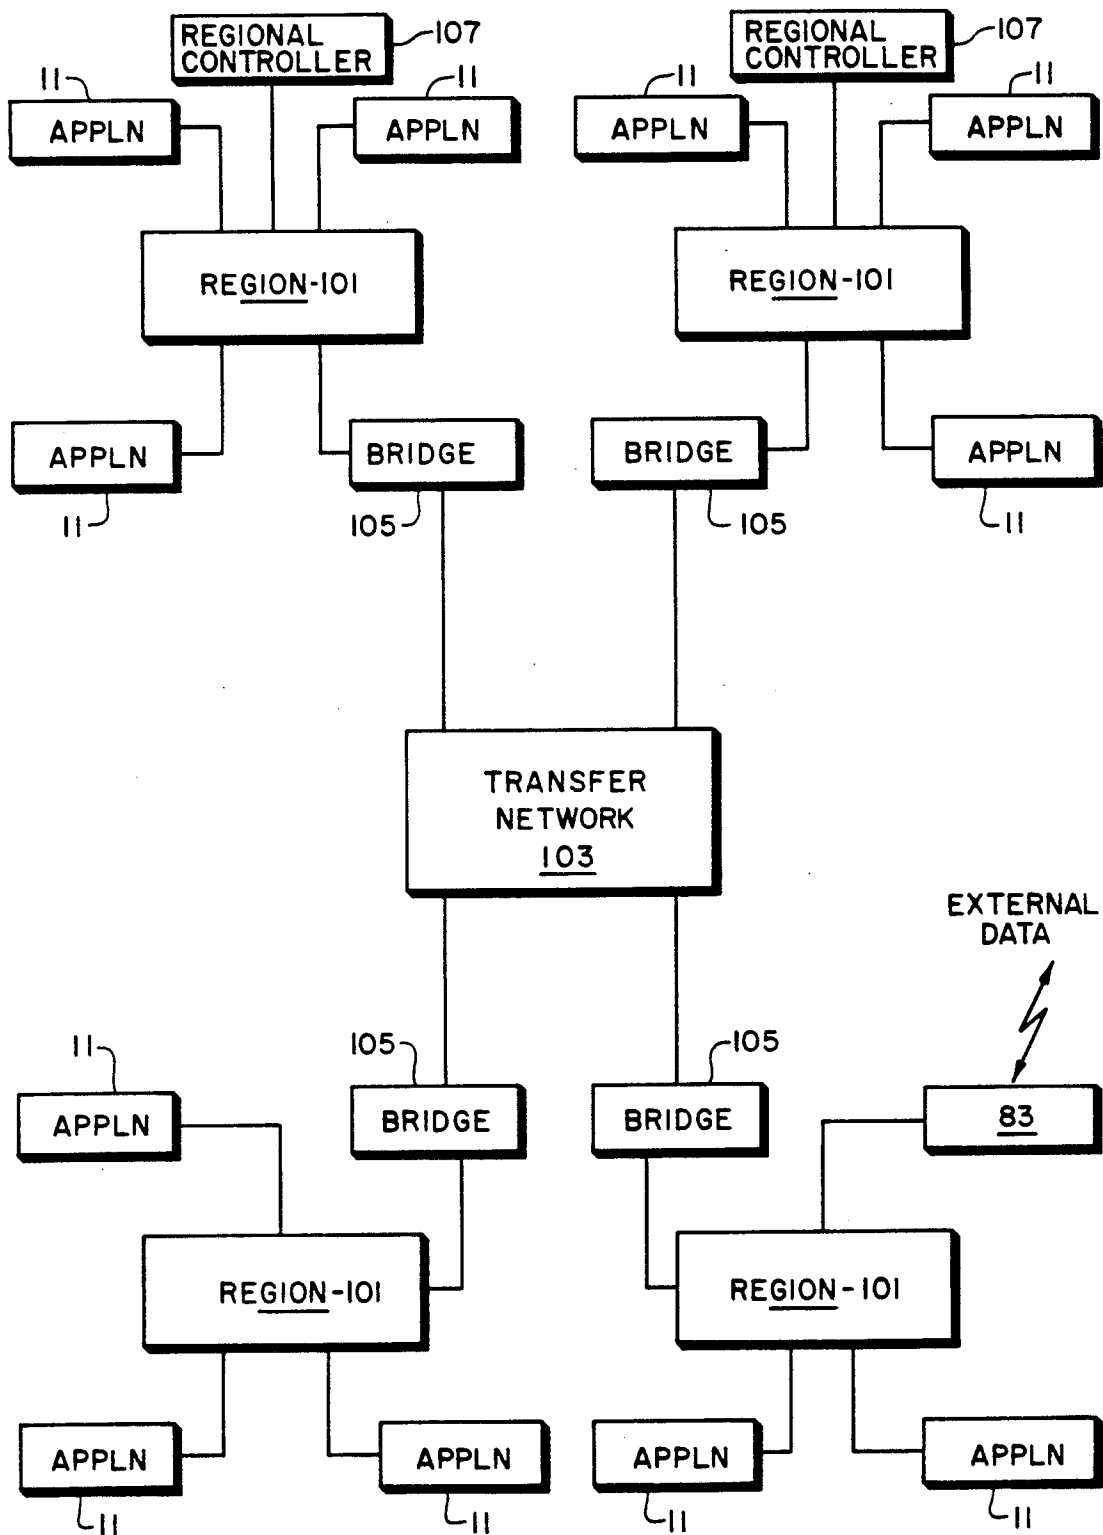 REGIONAL
CONTROLLER
107
REGIONAL
CONTROLLER
107
11
APPLN
11
APPLN
11
APPLN
11
APPLN
REGION-101
REGION-101
APPLN
11
BRIDGE
105
BRIDGE
105
APPLN
11
TRANSFER
NETWORK
103
EXTERNAL
DATA
11
APPLN
105
BRIDGE
105
BRIDGE
83
REGION-101
REGION-101
APPLN
11
APPLN
11
APPLN
11
APPLN
11